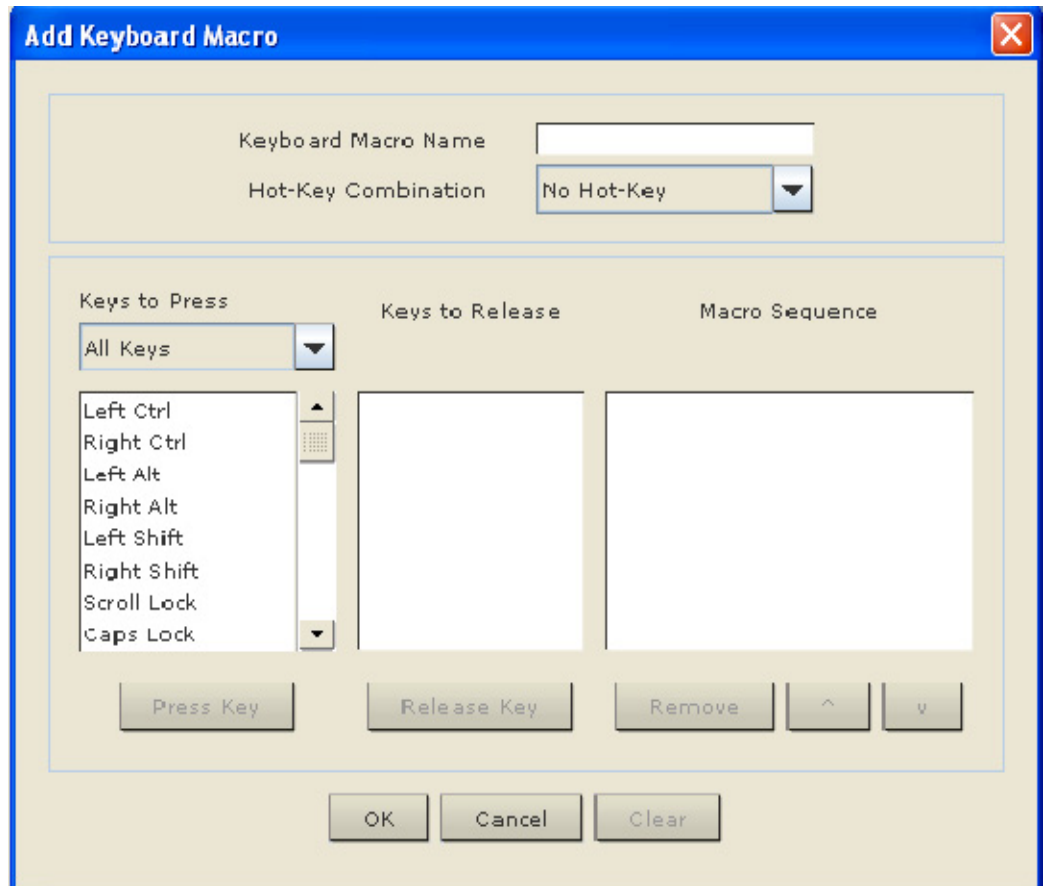 Add Keyboard Macro
Keyboard Macro Name
Hot-Key Combination No Hot-Key
Keys to Press
Keys to Release
Macro Sequence
All Keys
Left Ctrl
Right Ctrl
Left Alt
Right Alt
Left Shift
Right Shift
Scroll Lock
Caps Lock
Press Key Release Key Remove ^ v
OK Cancel Clear